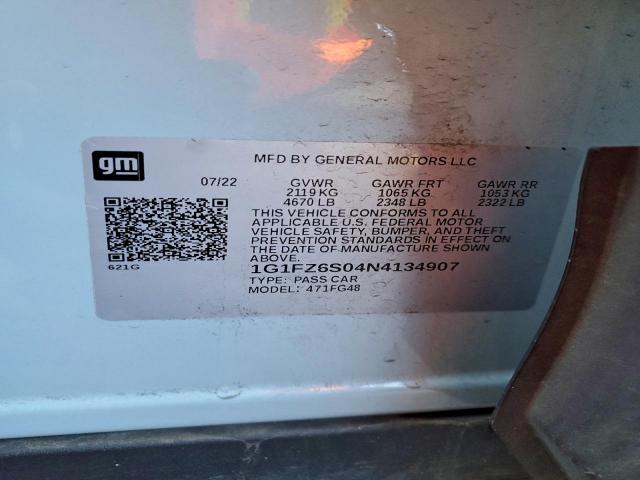 gm
MFD BY GENERAL MOTORS LLC
07/22 GVWR GAWR FRT GAWR RR
2119 KG 1065 KG 1053 KG
4670 LB 2348 LB 2322 LB
THIS VEHICLE CONFORMS TO ALL
APPLICABLE U.S. FEDERAL MOTOR
VEHICLE SAFETY, BUMPER, AND THEFT
PREVENTION STANDARDS IN EFFECT ON
THE DATE OF MANUFACTURE SHOWN
ABOVE.
621G
1G1FZ6S04N4134907
TYPE: PASS CAR
MODEL: 471FG48